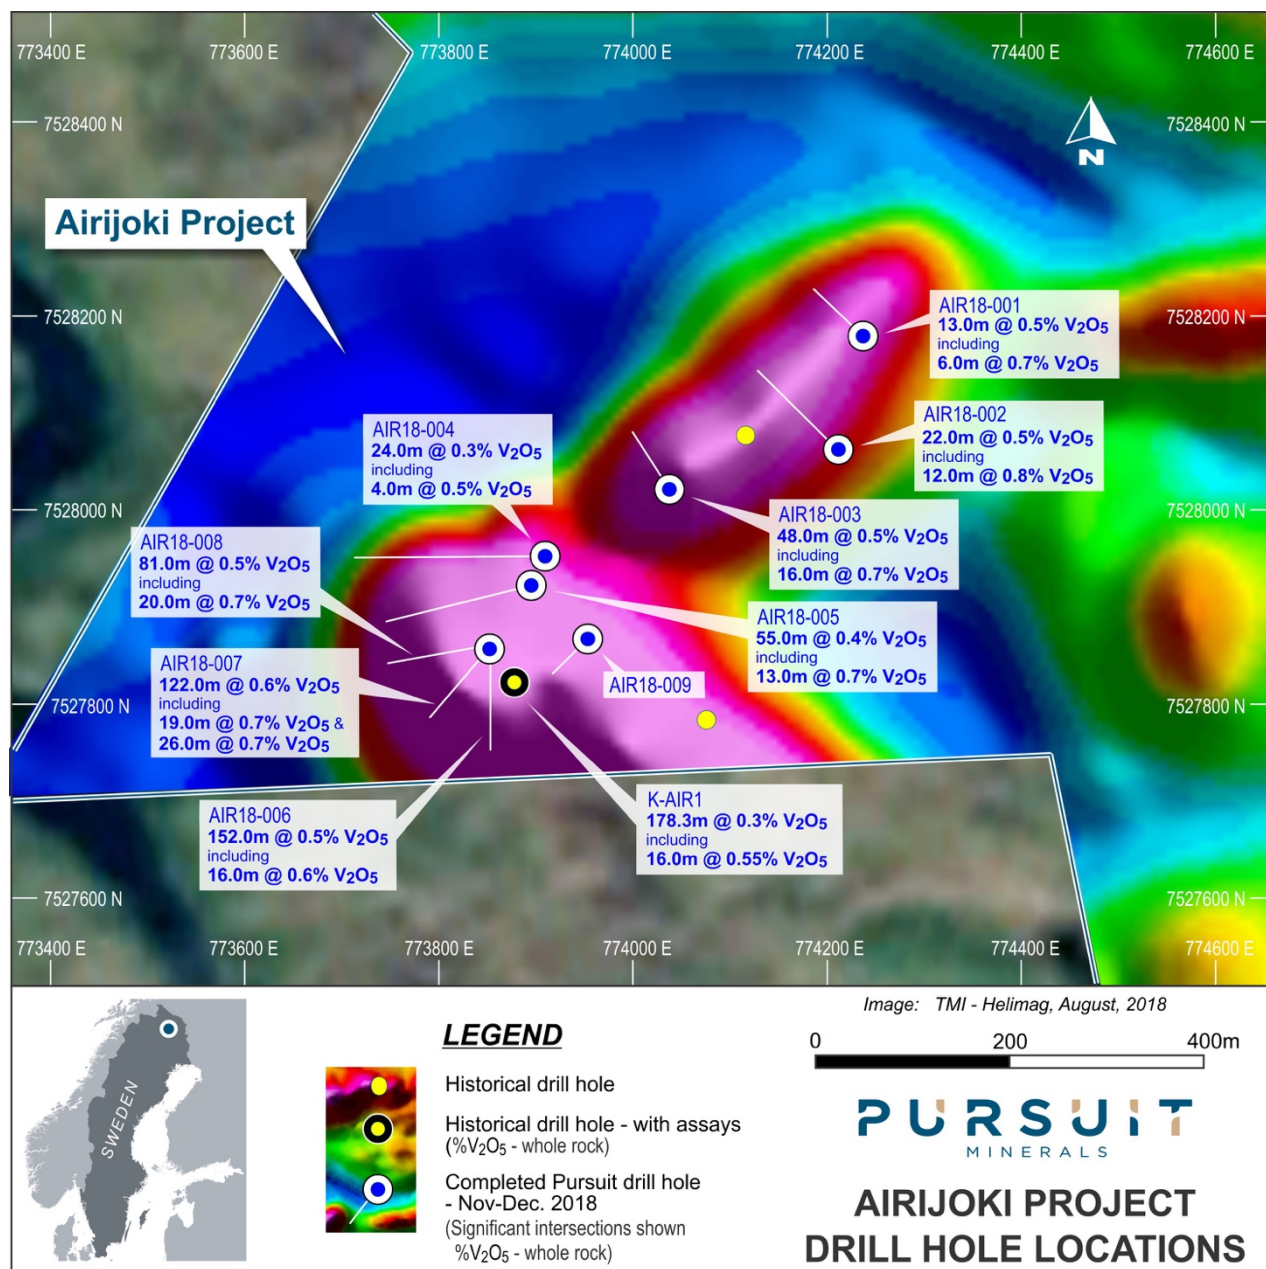 773400 E
773600 E
773800 E
774000 E
774200 E
774400 E
774600 E
7528400 N
7528400 N
N
Airijoki Project
7528200 N
7528200 N
AIR18-001
13.0m @ 0.5% V₂O₅
including
6.0m @ 0.7% V₂O₅
AIR18-002
22.0m @ 0.5% V₂O₅
including
12.0m @ 0.8% V₂O₅
AIR18-004
24.0m @ 0.3% V₂O₅
including
4.0m @ 0.5% V₂O₅
7528000 N
7528000 N
AIR18-003
48.0m @ 0.5% V₂O₅
including
16.0m @ 0.7% V₂O₅
AIR18-008
81.0m @ 0.5% V₂O₅
including
20.0m @ 0.7% V₂O₅
AIR18-005
55.0m @ 0.4% V₂O₅
including
13.0m @ 0.7% V₂O₅
AIR18-007
122.0m @ 0.6% V₂O₅
including
19.0m @ 0.7% V₂O₅ &
26.0m @ 0.7% V₂O₅
AIR18-009
7527800 N
7527800 N
AIR18-006
152.0m @ 0.5% V₂O₅
including
16.0m @ 0.6% V₂O₅
K-AIR1
178.3m @ 0.3% V₂O₅
including
16.0m @ 0.55% V₂O₅
7527600 N
7527600 N
773400 E
773600 E
773800 E
774000 E
774200 E
774400 E
774600 E
SWEDEN
LEGEND
Historical drill hole
Historical drill hole - with assays
(%V₂O₅ - whole rock)
Completed Pursuit drill hole
- Nov-Dec. 2018
(Significant intersections shown
%V₂O₅ - whole rock)
Image: TMI - Helimag, August, 2018
0
200
400m
PURSUIT
MINERALS
AIRIJOKI PROJECT
DRILL HOLE LOCATIONS